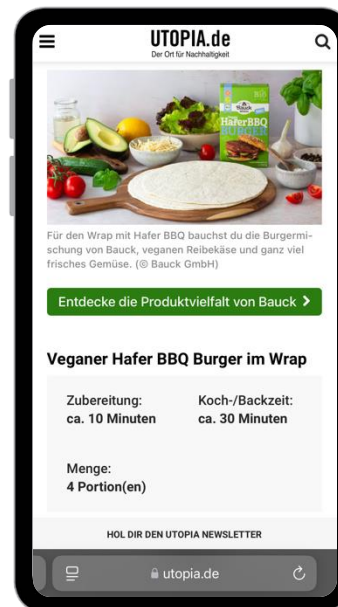 UTOPIA.de
Der Ort für Nachhaltigkeit
Bauck
Hafer BBQ
BURGER
Für den Wrap mit Hafer BBQ bauchst du die Burgermi-
schung von Bauck, veganen Reibekäse und ganz viel
frisches Gemüse. (© Bauck GmbH)
Entdecke die Produktvielfalt von Bauck
Veganer Hafer BBQ Burger im Wrap
Zubereitung:
ca. 10 Minuten
Koch-/Backzeit:
ca. 30 Minuten
Menge:
4 Portion(en)
HOL DIR DEN UTOPIA NEWSLETTER
utopia.de